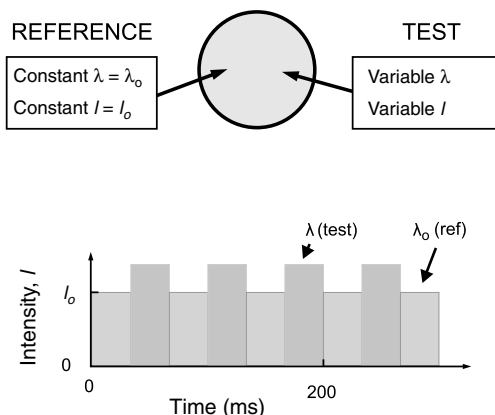 REFERENCE
Constant λ = λo
Constant I = Io
TEST
Variable λ
Variable I
λ (test)
λo (ref)
Intensity, I
Io
0
0
200
Time (ms)